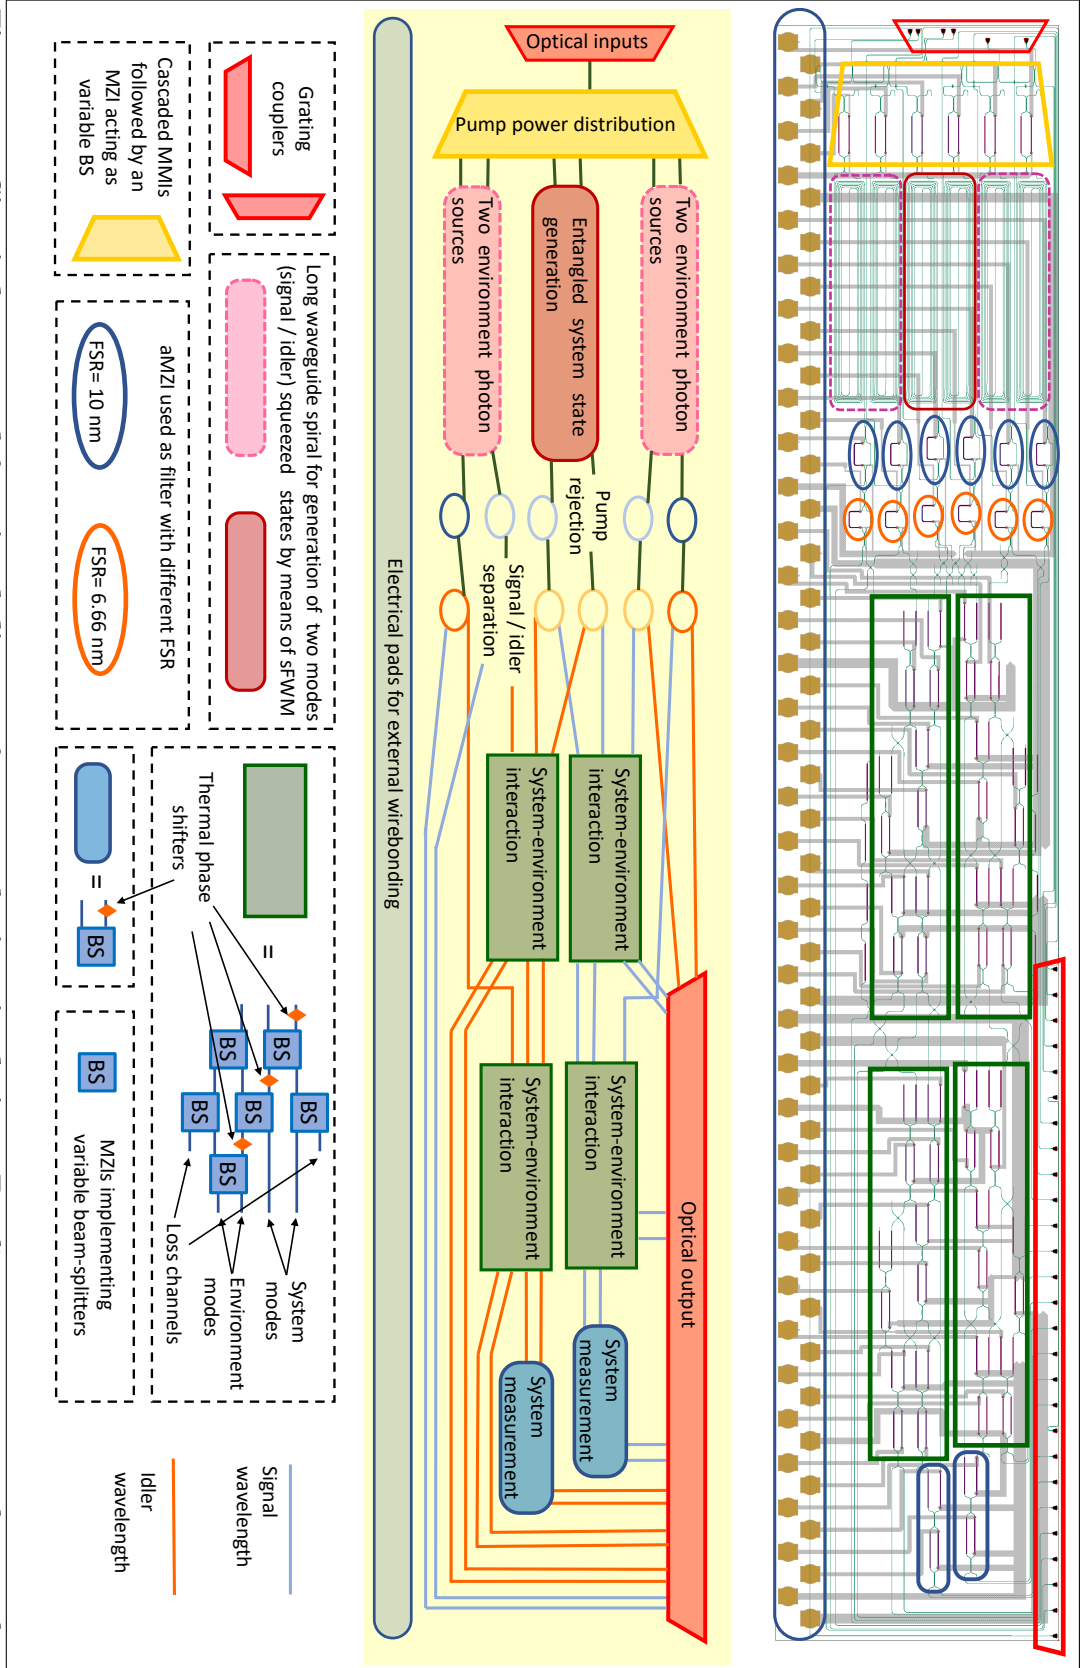 Optical inputs
Pump power distribution
Two environment photon
sources
Entangled system state
generation
Two environment photon
sources
Pump
rejection
Signal / idler
separation
System-environment
interaction
System-environment
interaction
System-environment
interaction
System-environment
interaction
System
measurement
System
measurement
Optical output
Electrical pads for external wirebonding
Grating
couplers
Cascaded MMIs
followed by an
MZI acting as
variable BS
Long waveguide spiral for generation of two modes
(signal / idler) squeezed states by means of sFWM
aMZI used as filter with different FSR
FSR= 10 nm
FSR= 6.66 nm
=
BS
BS
BS
BS
BS
BS
BS
Thermal phase
shifters
System
modes
Environment
modes
Loss channels
=
BS
BS
MZIs implementing
variable beam-splitters
Signal
wavelength
Idler
wavelength